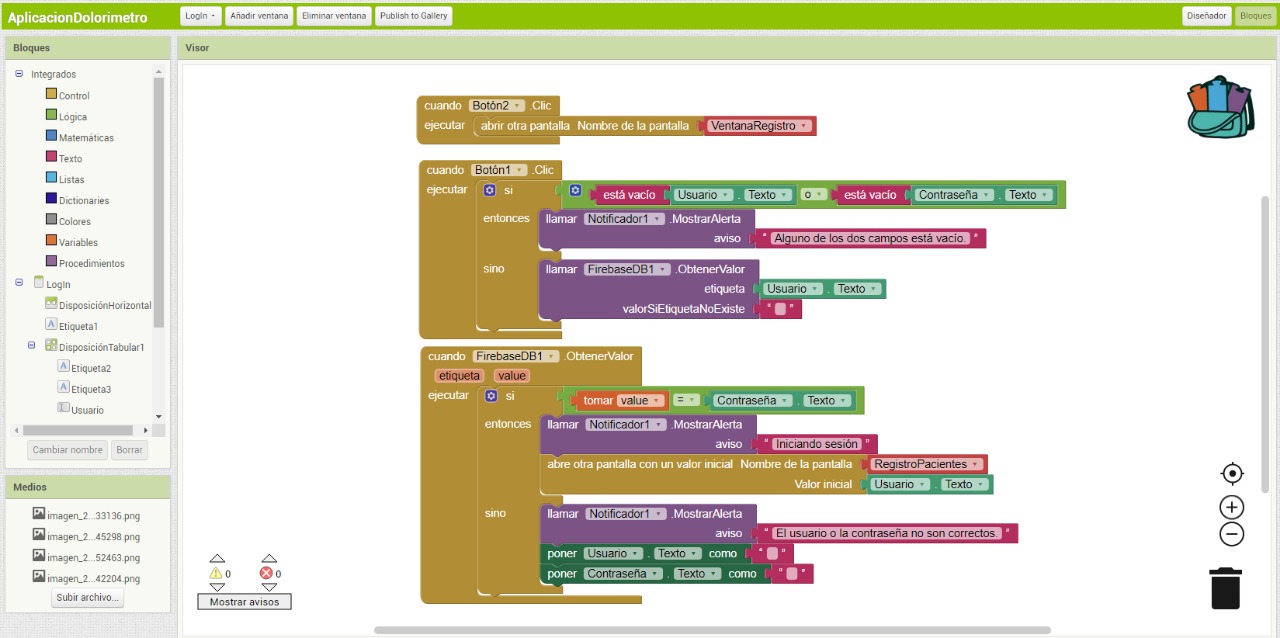 AplicacionDolorimetro
LogIn
Añadir ventana
Eliminar ventana
Publish to Gallery
Diseñador
Bloques
Bloques
Visor
Integrados
Control
Lógica
Matemáticas
Texto
Listas
Dictionaries
Colores
Variables
Procedimientos
LogIn
DisposiciónHorizontal
Etiqueta1
DisposiciónTabular1
Etiqueta2
Etiqueta3
Usuario
Cambiar nombre
Borrar
Medios
imagen_2...33136.png
imagen_2...45298.png
imagen_2...52463.png
imagen_2...42204.png
Subir archivo...
cuando Botón2 .Clic
ejecutar abrir otra pantalla Nombre de la pantalla VentanaRegistro
cuando Botón1 .Clic
ejecutar si está vacío Usuario . Texto o está vacío Contraseña . Texto
entonces llamar Notificador1 .MostrarAlerta
aviso " Alguno de los dos campos está vacío. "
sino llamar FirebaseDB1 .ObtenerValor
etiqueta Usuario . Texto
valorSiEtiquetaNoExiste " "
cuando FirebaseDB1 .ObtenerValor
etiqueta value
ejecutar si tomar value = Contraseña . Texto
entonces llamar Notificador1 .MostrarAlerta
aviso " Iniciando sesión "
abre otra pantalla con un valor inicial Nombre de la pantalla RegistroPacientes
Valor inicial Usuario . Texto
sino llamar Notificador1 .MostrarAlerta
aviso " El usuario o la contraseña no son correctos. "
poner Usuario . Texto como " "
poner Contraseña . Texto como " "
0
0
Mostrar avisos